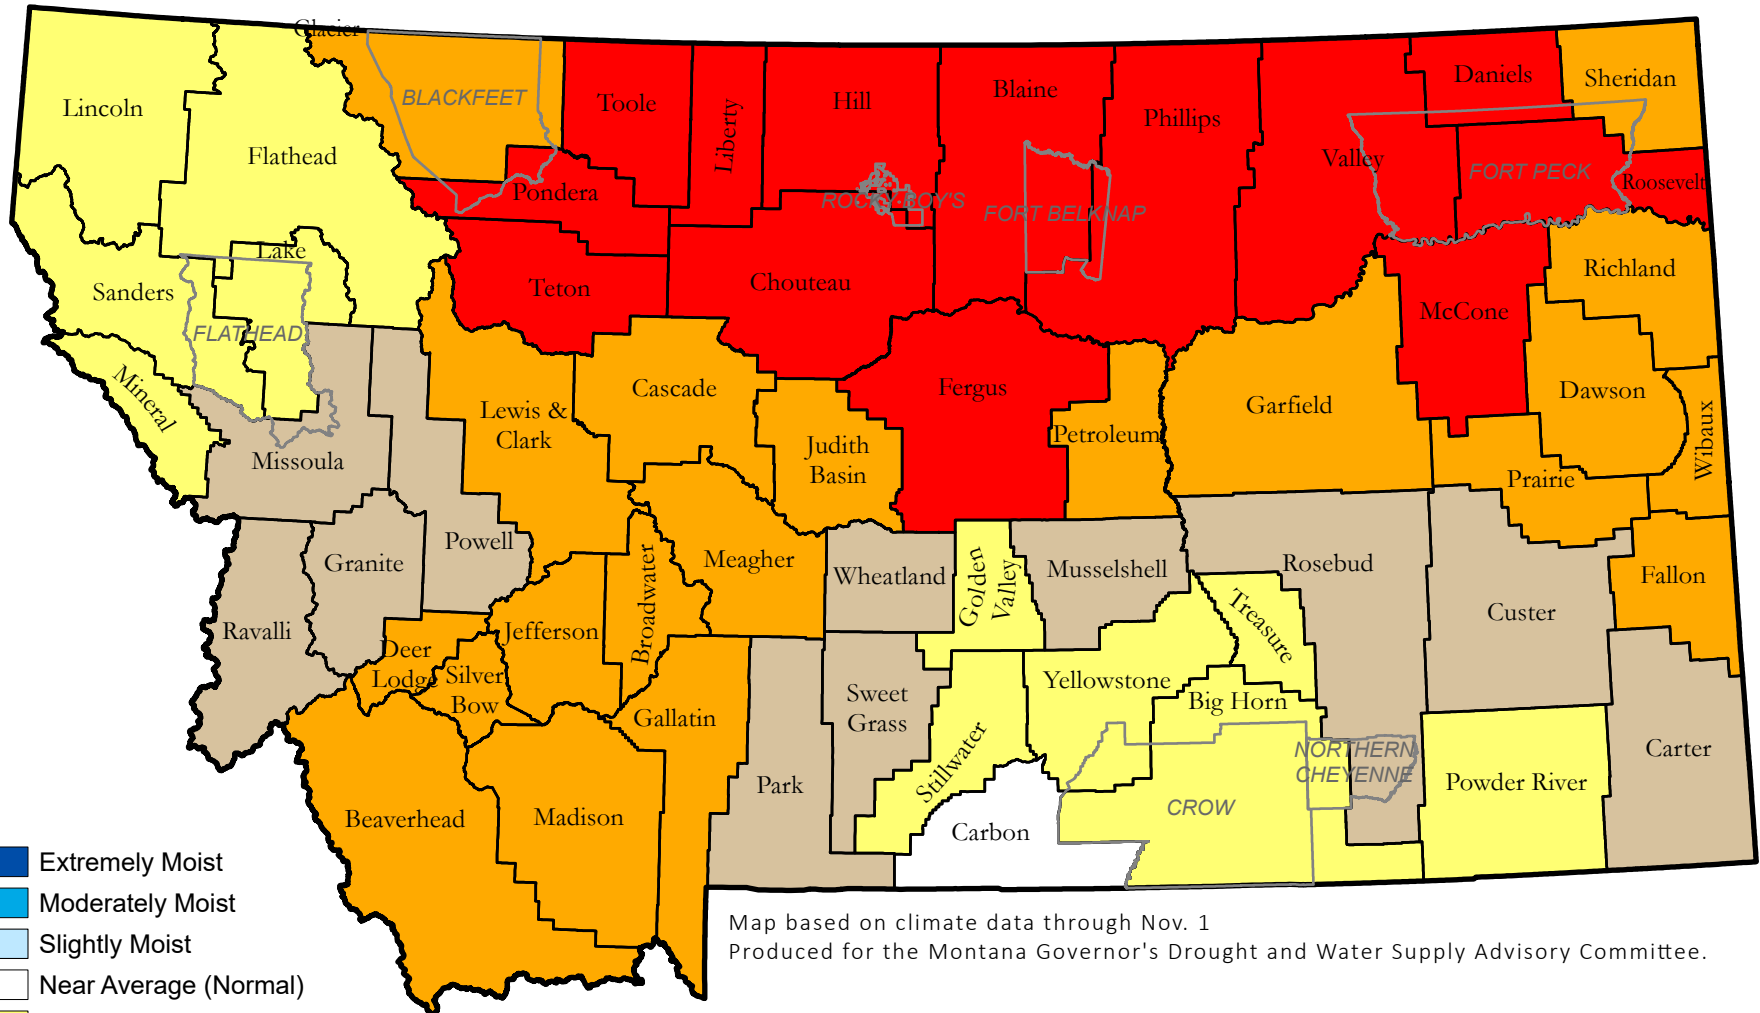 Glacier
Lincoln
Flathead
BLACKFEET
Toole
Liberty
Hill
Blaine
Phillips
Valley
Daniels
Sheridan
FORT PECK
Roosevelt
Pondera
ROCKY BOY'S
FORT BELKNAP
Sanders
Lake
FLATHEAD
Teton
Chouteau
McCone
Richland
Mineral
Missoula
Lewis &
Clark
Cascade
Judith
Basin
Fergus
Petroleum
Garfield
Dawson
Prairie
Wibaux
Ravalli
Granite
Powell
Deer
Lodge
Silver
Bow
Jefferson
Broadwater
Meagher
Wheatland
Golden
Valley
Musselshell
Rosebud
Treasure
Custer
Fallon
Gallatin
Sweet
Grass
Stillwater
Yellowstone
Big Horn
NORTHERN
CHEYENNE
CROW
Powder River
Carter
Beaverhead
Madison
Park
Carbon
Extremely Moist
Moderately Moist
Slightly Moist
Near Average (Normal)
Map based on climate data through Nov. 1
Produced for the Montana Governor's Drought and Water Supply Advisory Committee.